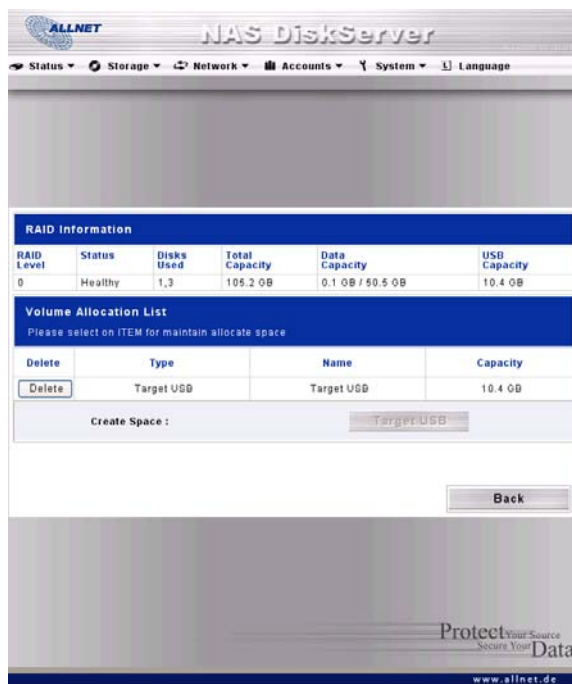 ALLNET
NAS DiskServer
Status Storage Network Accounts System Language
RAID Information
RAID Level Status Disks Used Total Capacity Data Capacity USB Capacity
0 Healthy 1,3 105.2 GB 0.1 GB / 50.5 GB 10.4 GB
Volume Allocation List
Please select on ITEM for maintain allocate space
Delete Type Name Capacity
Delete Target USB Target USB 10.4 GB
Create Space : Target USB
Back
Protect Your Source
Secure Your Data
www.allnet.de